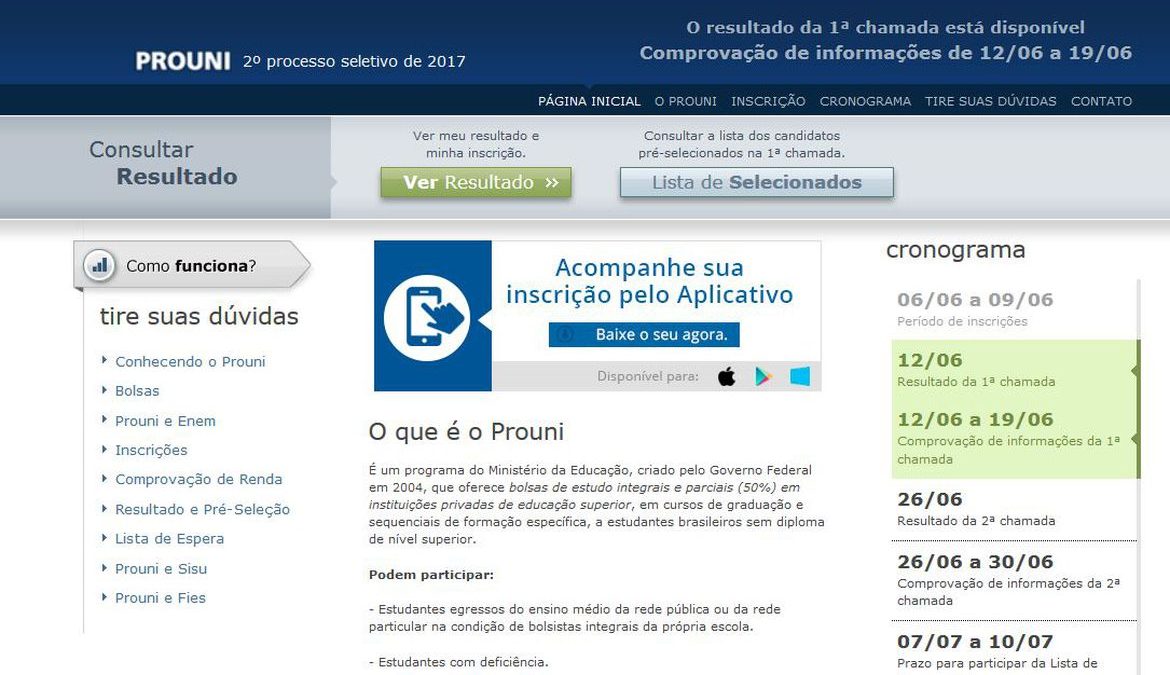 O resultado da 1ª chamada está disponível
Comprovação de informações de 12/06 a 19/06
PROUNI 2º processo seletivo de 2017
PÁGINA INICIAL O PROUNI INSCRIÇÃO CRONOGRAMA TIRE SUAS DÚVIDAS CONTATO
Consultar
Resultado
Ver meu resultado e
minha inscrição.
Ver Resultado »
Consultar a lista dos candidatos
pré-selecionados na 1ª chamada.
Lista de Selecionados
Como funciona?
tire suas dúvidas
Conhecendo o Prouni
Bolsas
Prouni e Enem
Inscrições
Comprovação de Renda
Resultado e Pré-Seleção
Lista de Espera
Prouni e Sisu
Prouni e Fies
Acompanhe sua
inscrição pelo Aplicativo
Baixe o seu agora.
Disponível para:
O que é o Prouni
É um programa do Ministério da Educação, criado pelo Governo Federal
em 2004, que oferece bolsas de estudo integrais e parciais (50%) em
instituições privadas de educação superior, em cursos de graduação e
sequenciais de formação específica, a estudantes brasileiros sem diploma
de nível superior.
Podem participar:
- Estudantes egressos do ensino médio da rede pública ou da rede
particular na condição de bolsistas integrais da própria escola.
- Estudantes com deficiência.
cronograma
06/06 a 09/06
Período de inscrições
12/06
Resultado da 1ª chamada
12/06 a 19/06
Comprovação de informações da 1ª
chamada
26/06
Resultado da 2ª chamada
26/06 a 30/06
Comprovação de informações da 2ª
chamada
07/07 a 10/07
Prazo para participar da Lista de